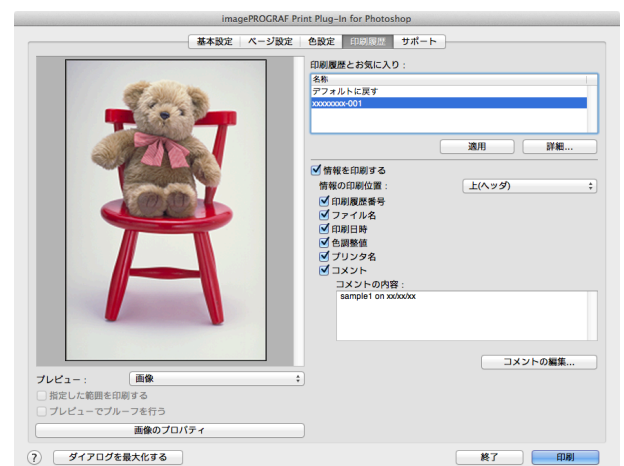 imagePROGRAF Print Plug-In for Photoshop
基本設定 ページ設定 色設定 印刷履歴 サポート
印刷履歴とお気に入り：
名称
デフォルトに戻す
xxxxxxxx-001
適用 詳細...
情報を印刷する
情報の印刷位置： 上(ヘッダ)
印刷履歴番号
ファイル名
印刷日時
色調整値
プリンタ名
コメント
コメントの内容：
sample1 on xx/xx/xx
コメントの編集...
プレビュー： 画像
指定した範囲を印刷する
プレビューでプルーフを行う
画像のプロパティ
? ダイアログを最大化する 終了 印刷